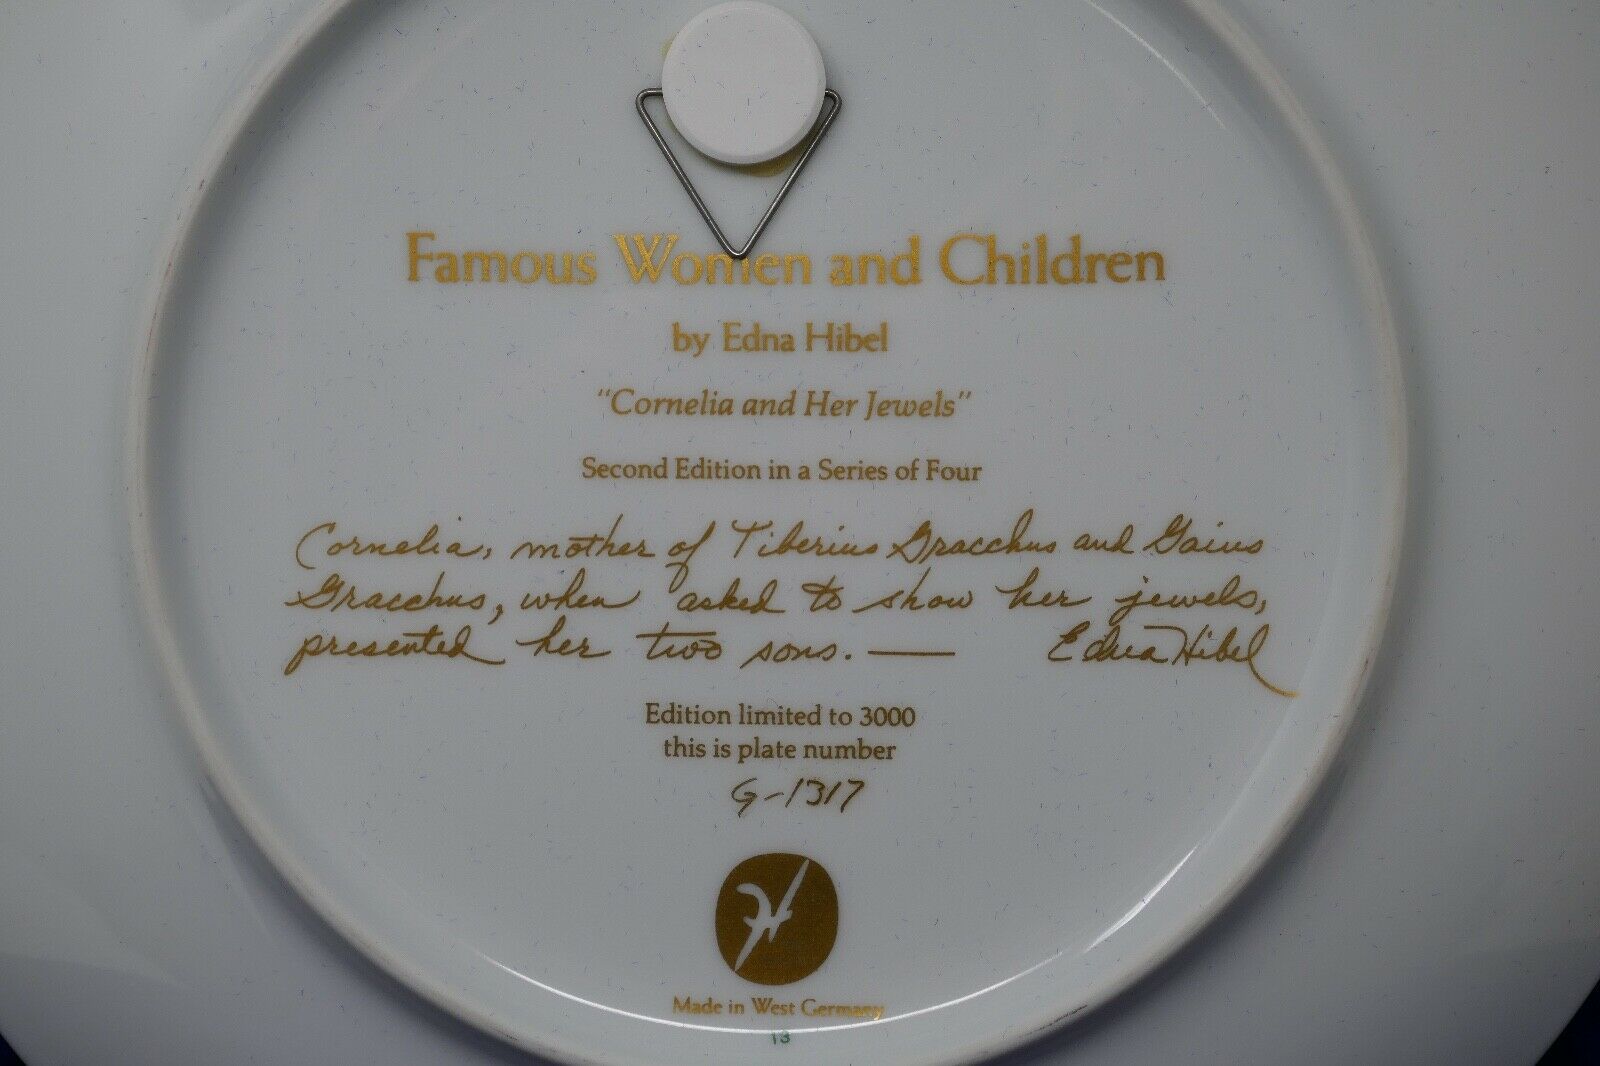 Famous Women and Children
by Edna Hibel
"Cornelia and Her Jewels"
Second Edition in a Series of Four
Cornelia, mother of Tiberius Gracchus and Gaius
Gracchus, when asked to show her jewels,
presented her two sons. — Edna Hibel
Edition limited to 3000
this is plate number
G-1317
Made in West Germany
13